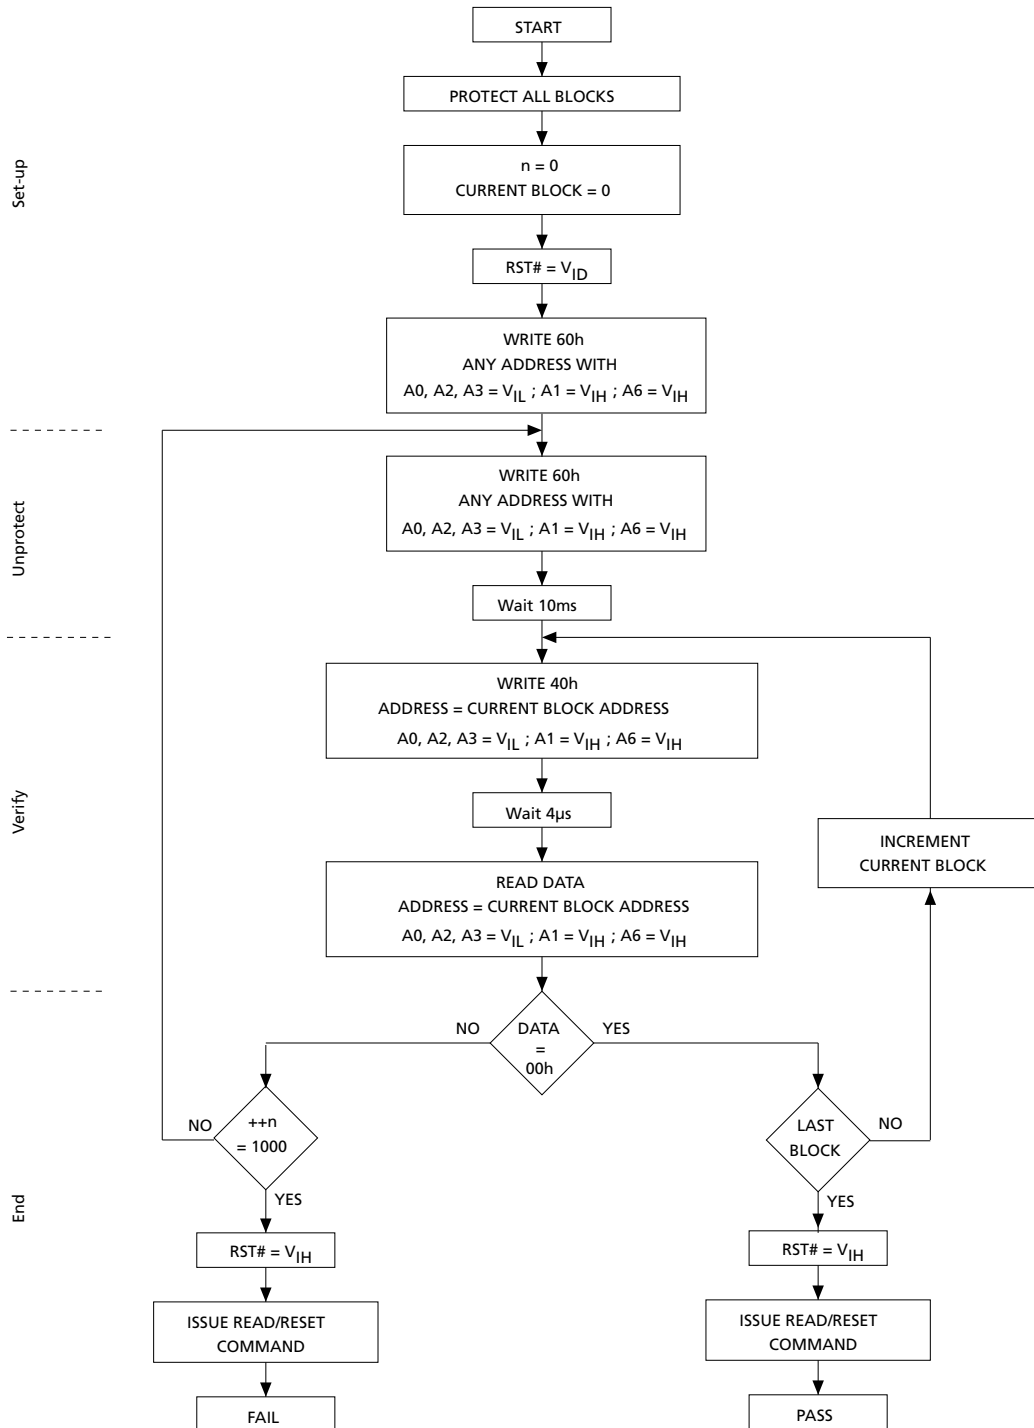 START
PROTECT ALL BLOCKS
Set-up
n = 0
CURRENT BLOCK = 0
RST# = VID
WRITE 60h
ANY ADDRESS WITH
A0, A2, A3 = VIL ; A1 = VIH ; A6 = VIH
Unprotect
WRITE 60h
ANY ADDRESS WITH
A0, A2, A3 = VIL ; A1 = VIH ; A6 = VIH
Wait 10ms
Verify
WRITE 40h
ADDRESS = CURRENT BLOCK ADDRESS
A0, A2, A3 = VIL ; A1 = VIH ; A6 = VIH
Wait 4µs
INCREMENT
CURRENT BLOCK
READ DATA
ADDRESS = CURRENT BLOCK ADDRESS
A0, A2, A3 = VIL ; A1 = VIH ; A6 = VIH
End
NO
DATA
=
00h
YES
NO
++n
= 1000
YES
LAST
BLOCK
NO
YES
RST# = VIH
RST# = VIH
ISSUE READ/RESET
COMMAND
ISSUE READ/RESET
COMMAND
FAIL
PASS